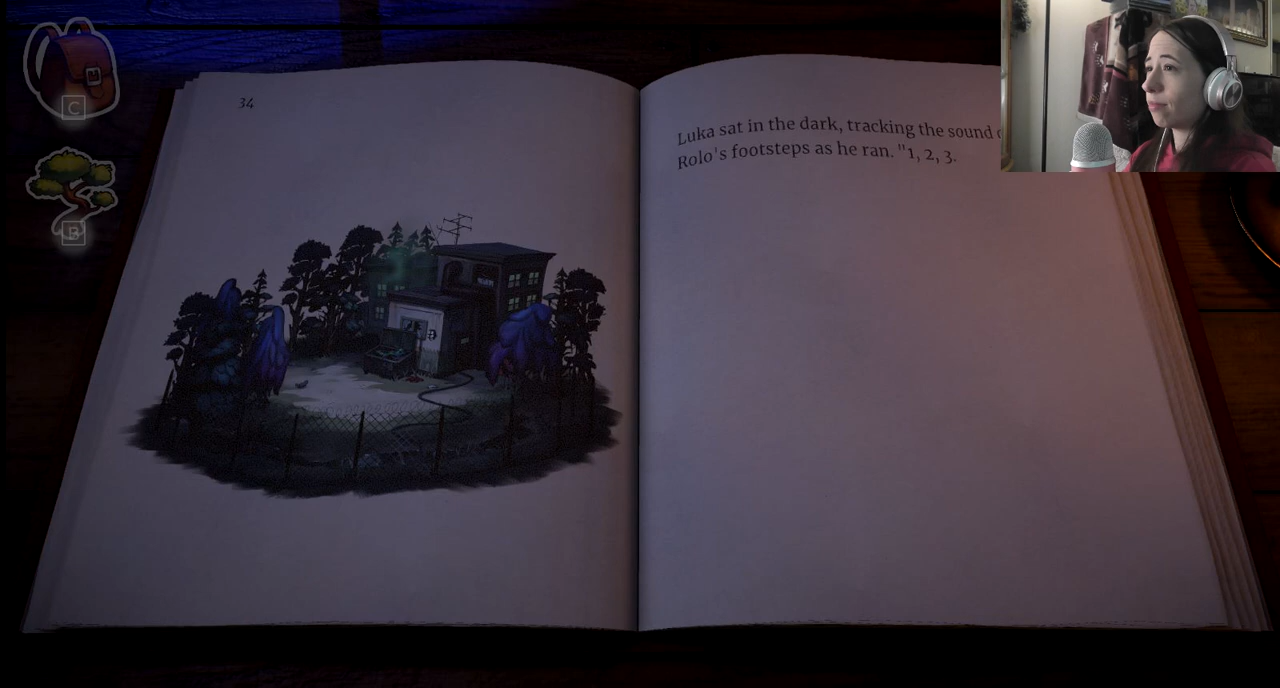 C
B
34
Luka sat in the dark, tracking the sound
Rolo's footsteps as he ran. "1, 2, 3.